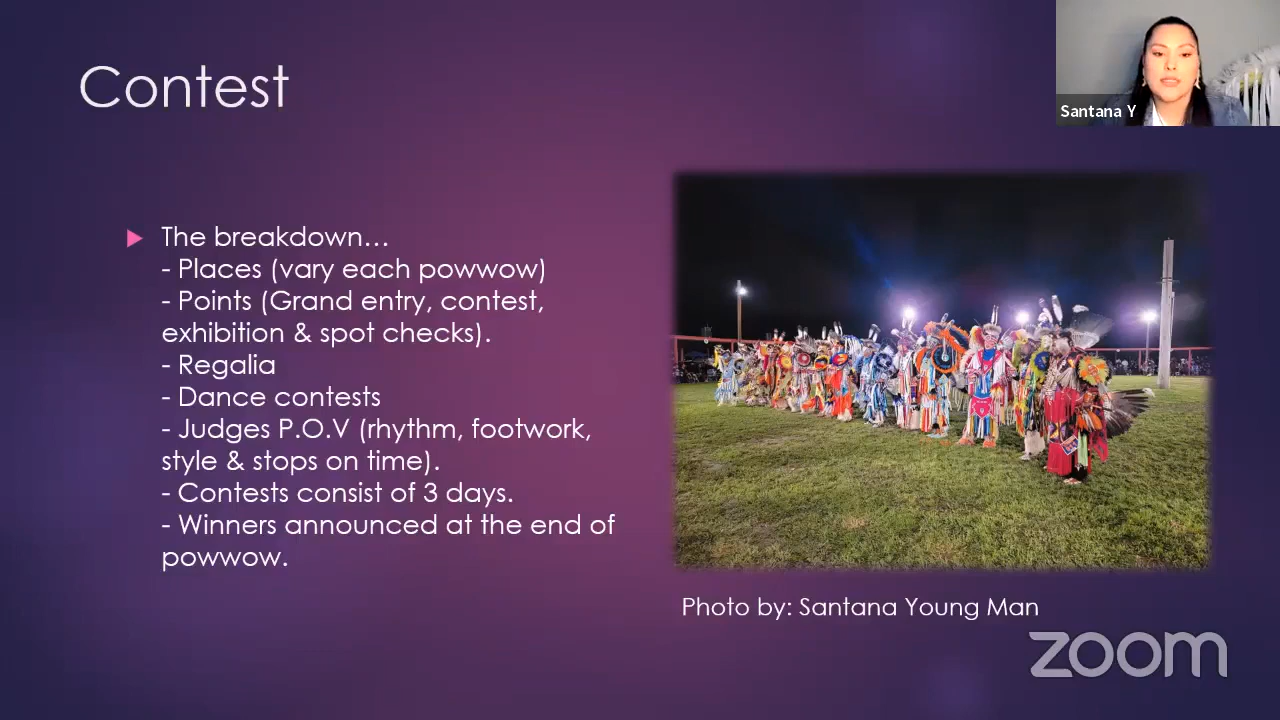 Contest
Santana Y
The breakdown...
- Places (vary each powwow)
- Points (Grand entry, contest,
exhibition & spot checks).
- Regalia
- Dance contests
- Judges P.O.V (rhythm, footwork,
style & stops on time).
- Contests consist of 3 days.
- Winners announced at the end of
powwow.
Photo by: Santana Young Man
zoom